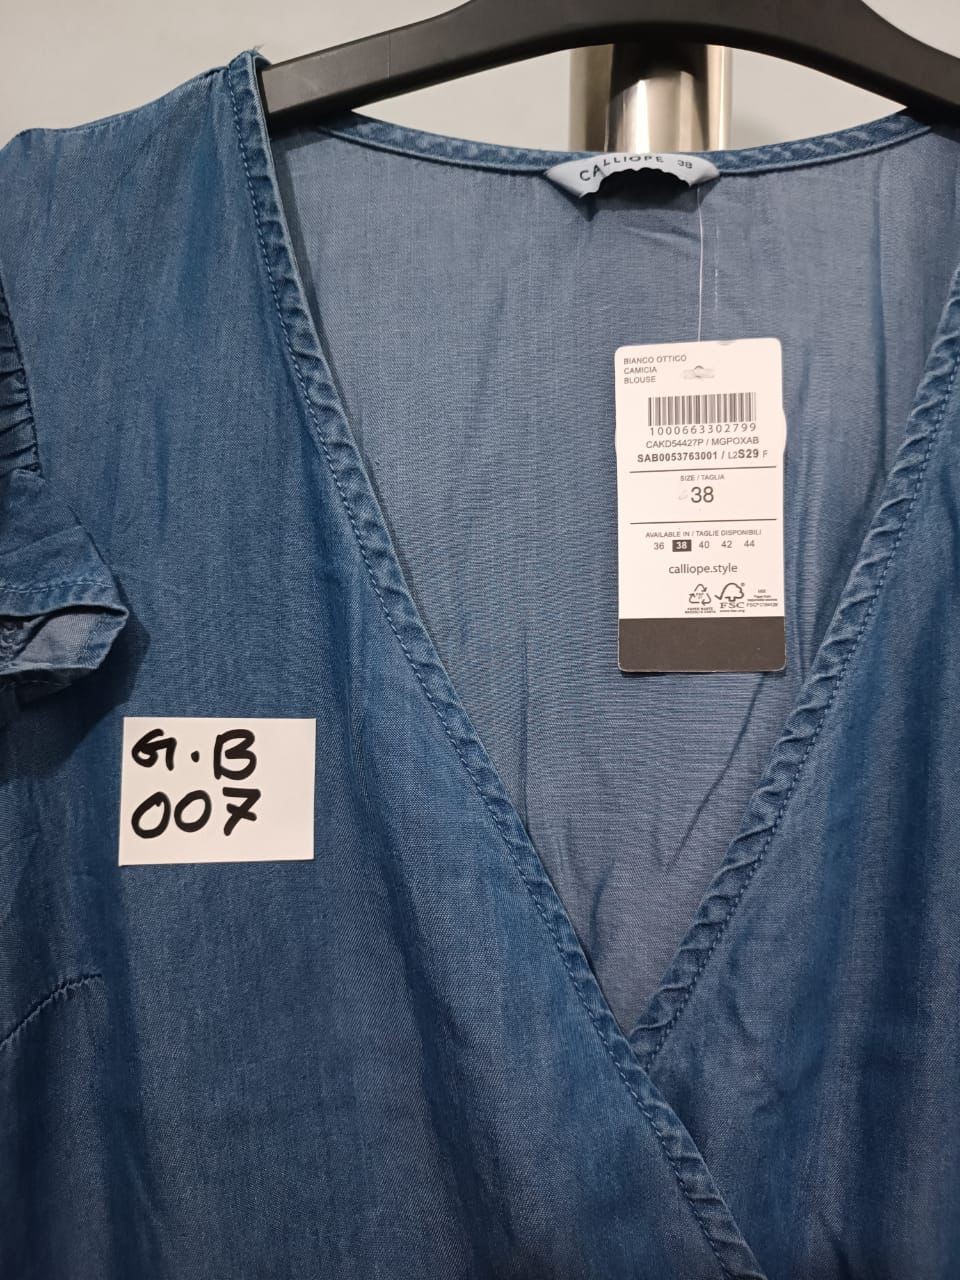 CALLIOPE 38
BIANCO OTTICO
CAMICIA
BLOUSE
1000663302799
CAKD54427P / MGPOXAB
SAB0053763001 / L2S29 F
SIZE / TAGLIA
38
AVAILABLE IN / TAGLIE DISPONIBILI
36 38 40 42 44
calliope.style
FSC
G.B
007